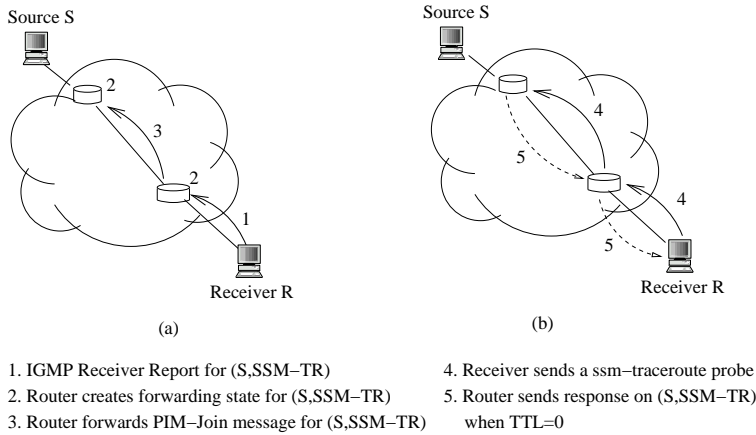 Source S
2
3
2
1
Receiver R
(a)
Source S
4
5
4
5
Receiver R
(b)
1. IGMP Receiver Report for (S,SSM−TR)
2. Router creates forwarding state for (S,SSM−TR)
3. Router forwards PIM−Join message for (S,SSM−TR)
4. Receiver sends a ssm−traceroute probe
5. Router sends response on (S,SSM−TR)
when TTL=0